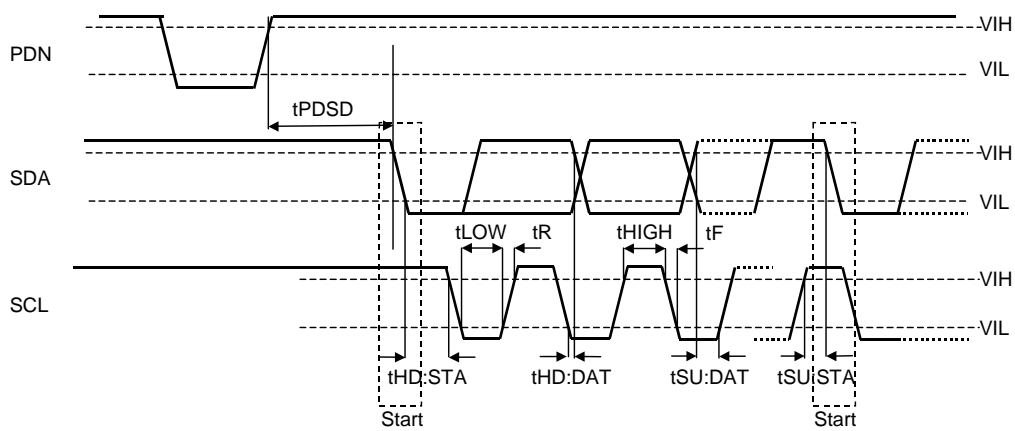 PDN
VIH
VIL
tPDSD
SDA
VIH
VIL
tLOW
tR
tHIGH
tF
SCL
VIH
VIL
tHD:STA
tHD:DAT
tSU:DAT
tSU:STA
Start
Start